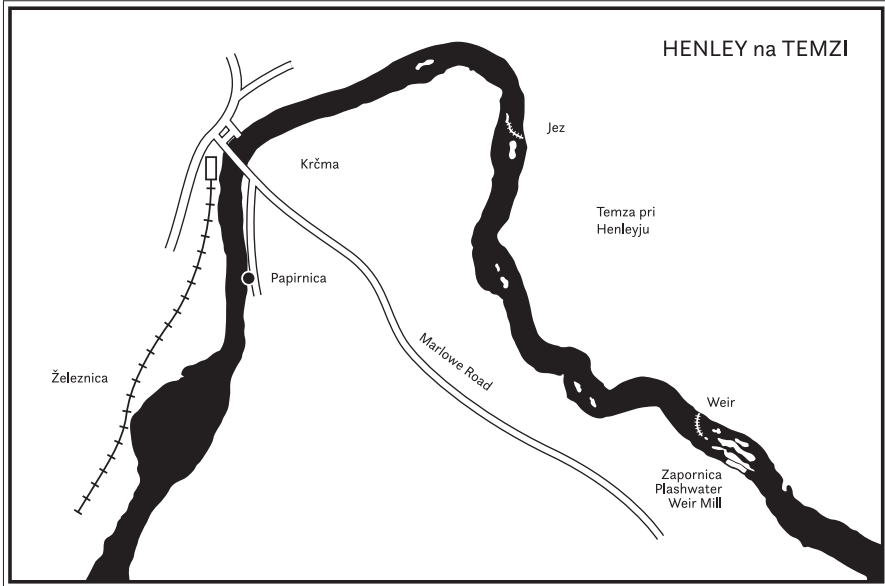 HENLEY na TEMZI
Jez
Krčma
Temza pri
Henleyju
Papirnica
Marlowe Road
Železnica
Weir
Zapornica
Plashwater
Weir Mill